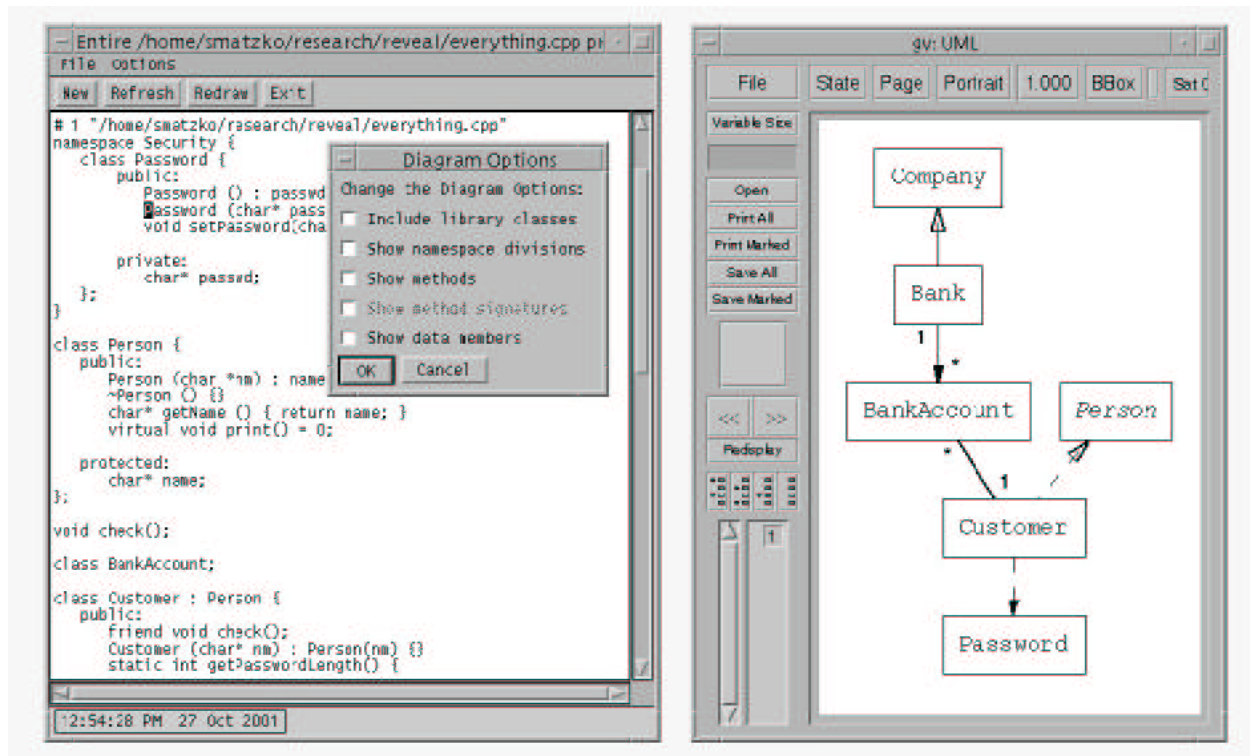 Entire /home/smatzko/research/reveal/everything.cpp pr
File Options
New Refresh Redraw Exit
# 1 "/home/smatzko/research/reveal/everything.cpp"
namespace Security {
class Password {
public:
Password () : passwd
Password (char* pass
void setPassword(cha
private:
char* passwd;
};
}
class Person {
public:
Person (char *nm) : name
~Person () {}
char* getName () { return name; }
virtual void print() = 0;
protected:
char* name;
};
void check();
class BankAccount;
class Customer : Person {
public:
friend void check();
Customer (char* nm) : Person(nm) {}
static int getPasswordLength() {
12:54:28 PM 27 Oct 2001
Diagram Options
Change the Diagram Options:
Include library classes
Show namespace divisions
Show methods
Show method signatures
Show data members
OK Cancel
gv: UML
File State Page Portrait 1.000 BBox
Variable Size
Open
Print All
Print Marked
Save All
Save Marked
<< >>
Redisplay
1
Company
Bank
1
*
BankAccount Person
*
1
Customer
Password